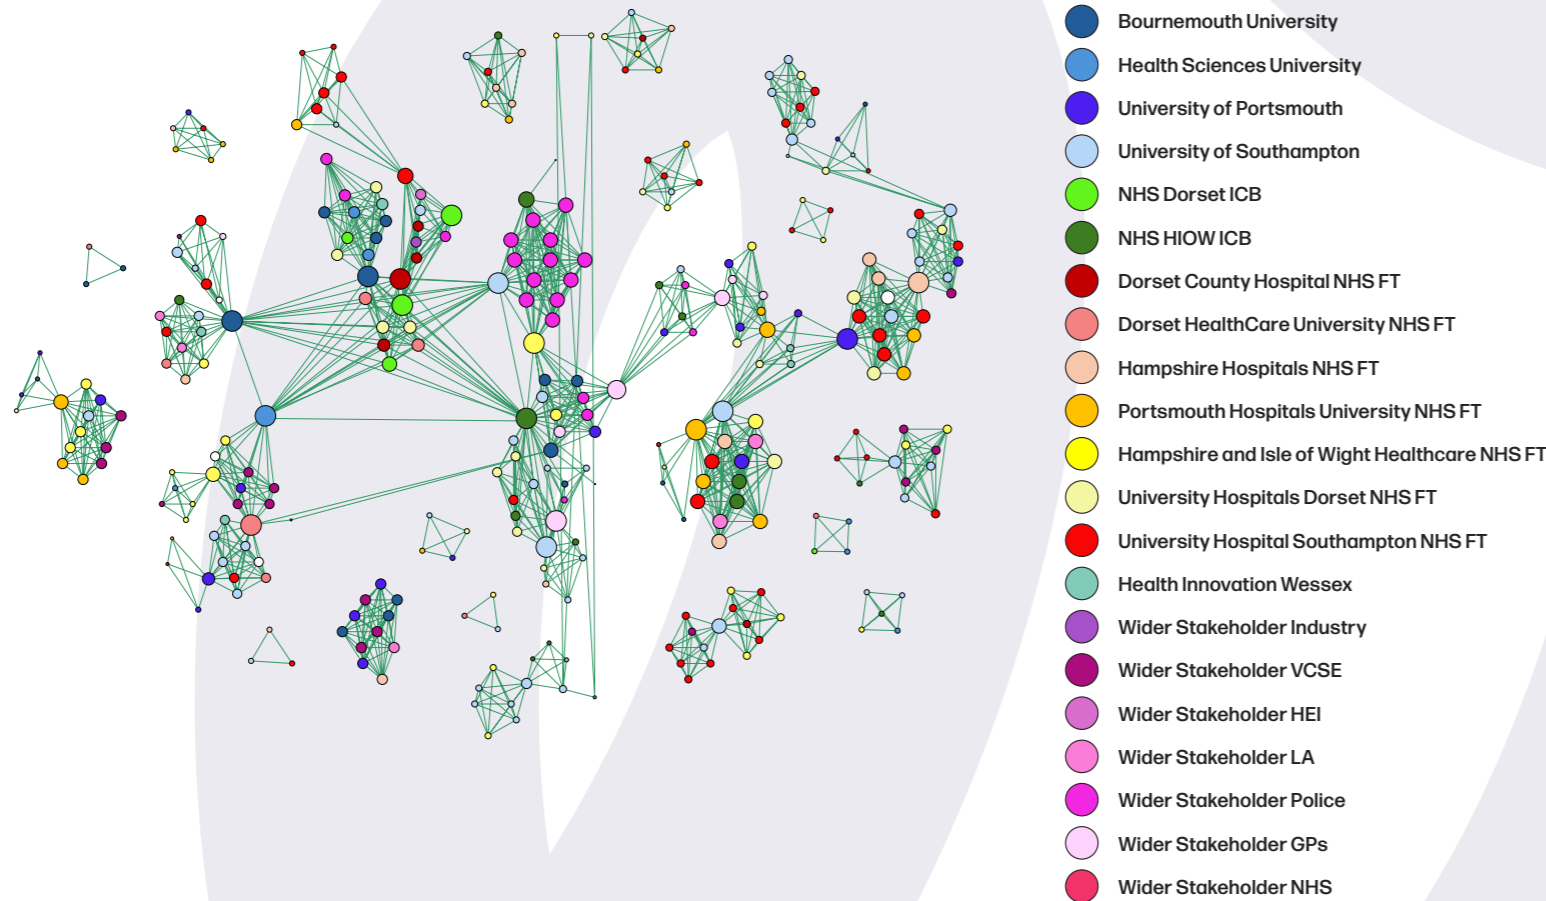 Bournemouth University
Health Sciences University
University of Portsmouth
University of Southampton
NHS Dorset ICB
NHS HIOW ICB
Dorset County Hospital NHS FT
Dorset HealthCare University NHS FT
Hampshire Hospitals NHS FT
Portsmouth Hospitals University NHS FT
Hampshire and Isle of Wight Healthcare NHS FT
University Hospitals Dorset NHS FT
University Hospital Southampton NHS FT
Health Innovation Wessex
Wider Stakeholder Industry
Wider Stakeholder VCSE
Wider Stakeholder HEI
Wider Stakeholder LA
Wider Stakeholder Police
Wider Stakeholder GPs
Wider Stakeholder NHS